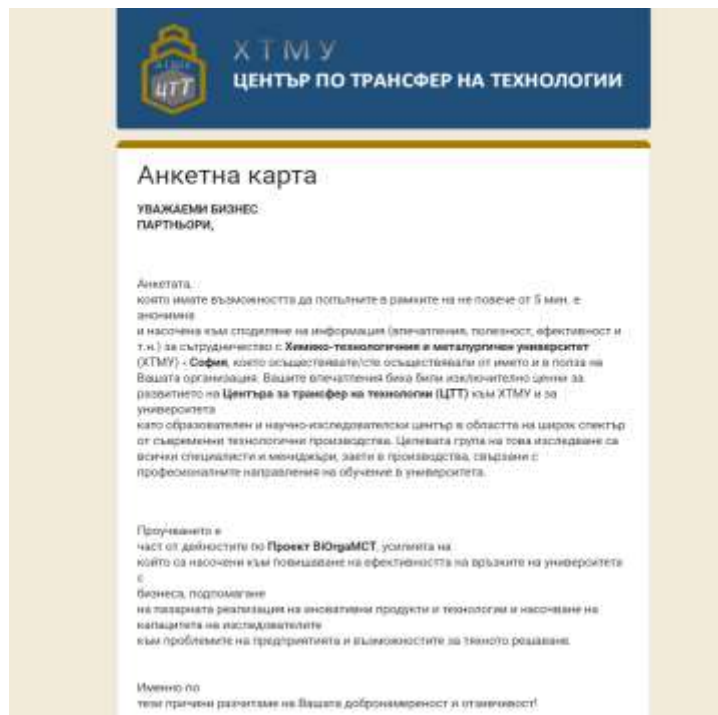 ХТМУ
ЦТТ
ЦЕНТЪР ПО ТРАНСФЕР НА ТЕХНОЛОГИИ
Анкетна карта
УВАЖАЕМИ БИЗНЕС
ПАРТНЬОРИ,
Анкетата,
която имате възможността да попълните в рамките на не повече от 5 мин. е
анонимна
и насочена към споделяне на информация (впечатления, полезност, ефективност и
т.н.) за сътрудничество с Химико-технологичния и металургичен университет
(ХТМУ) - София, което осъществявате/сте осъществявали от името и в полза на
Вашата организация. Вашите впечатления биха били изключително ценни за
развитието на Центъра за трансфер на технологии (ЦТТ) към ХТМУ и за
университета
като образователен и научно-изследователски център в областта на широк спектър
от съвременни технологични производства. Целевата група на това изследване са
всички специалисти и мениджъри, заети в производства, свързани с
професионалните направления на обучение в университета.
Проучването е
част от дейностите по Проект BiOrgaMCT, усилията на
който са насочени към повишаване на ефективността на връзките на университета
с
бизнеса, подпомагане
на пазарната реализация на иновативни продукти и технологии и насочване на
капацитета на изследователите
към проблемите на предприятията и възможностите за тяхното решаване.
Именно по
тези причини разчитаме на Вашата добронамереност и отзивчивост!